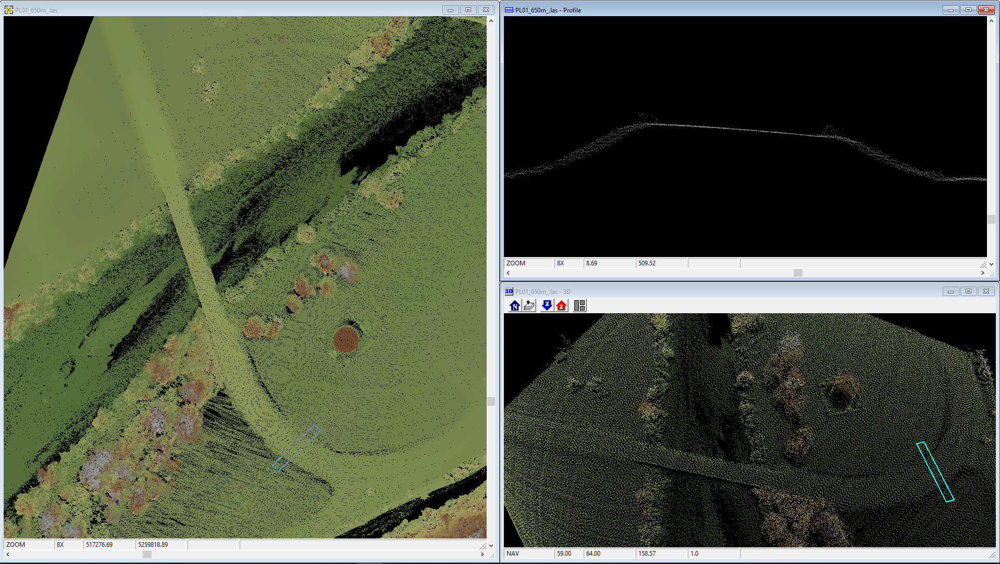 PL01_650m_.las
ZOOM 8X 517276.69 5259818.89
PL01_650m_.las - Profile
ZOOM 8X 8.69 509.52
3D PL01_650m_.las - 3D
N Z Z
NAV 59.00 64.00 158.57 1.0